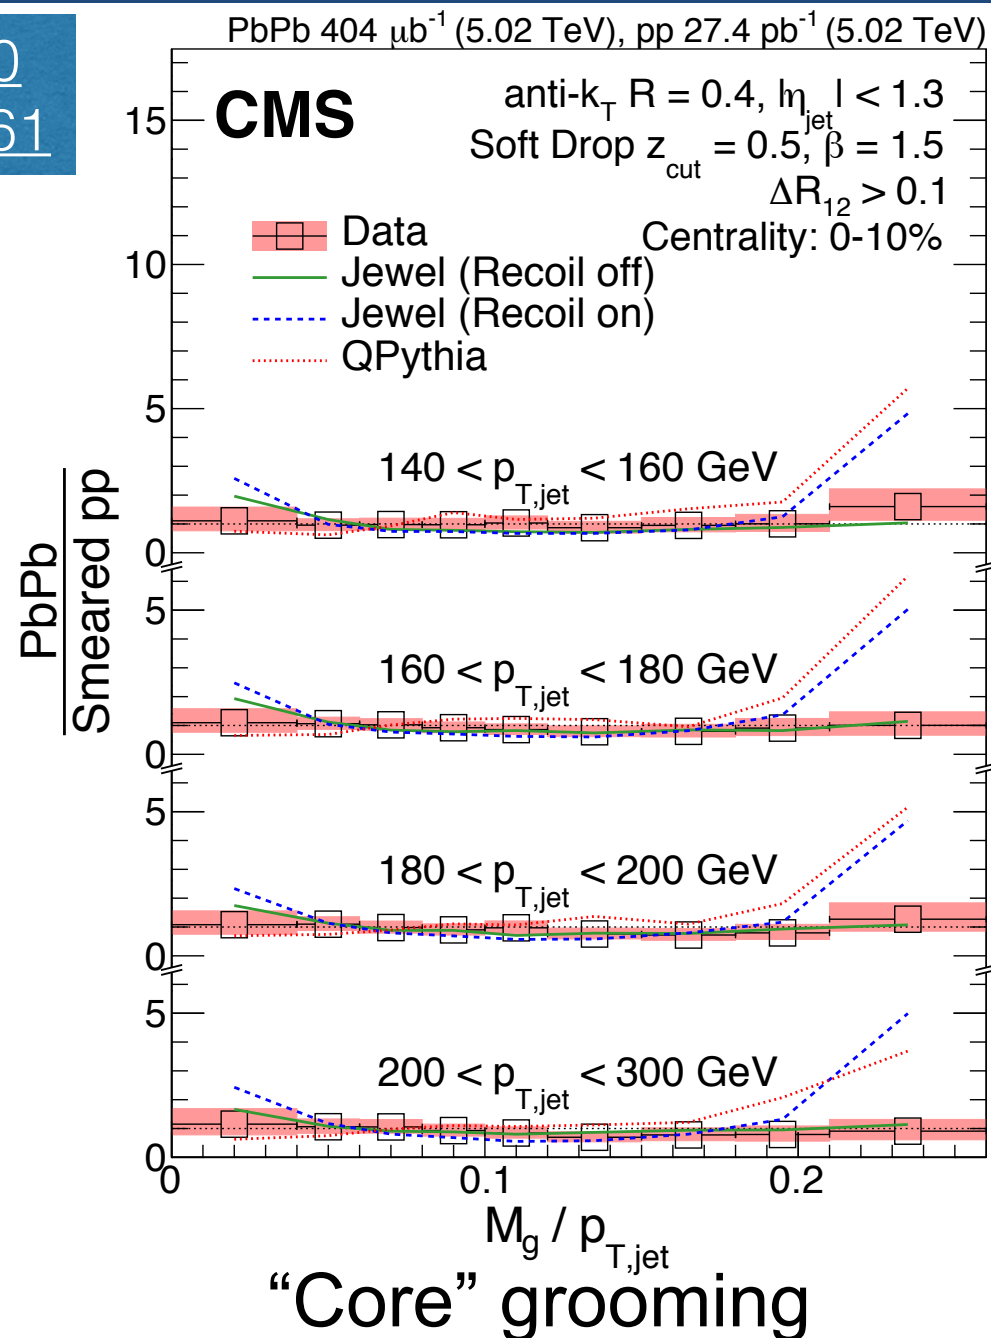 0
61
PbPb 404 μb⁻¹ (5.02 TeV), pp 27.4 pb⁻¹ (5.02 TeV)
CMS
anti-k_T R = 0.4, |η_jet| < 1.3
Soft Drop z_cut = 0.5, β = 1.5
ΔR₁₂ > 0.1
Centrality: 0-10%
Data
Jewel (Recoil off)
Jewel (Recoil on)
QPythia
15
10
5
140 < p_T,jet < 160 GeV
0
5
160 < p_T,jet < 180 GeV
0
5
180 < p_T,jet < 200 GeV
0
5
200 < p_T,jet < 300 GeV
0
PbPb
Smeared pp
0 0.1 0.2
M_g / p_T,jet
“Core” grooming